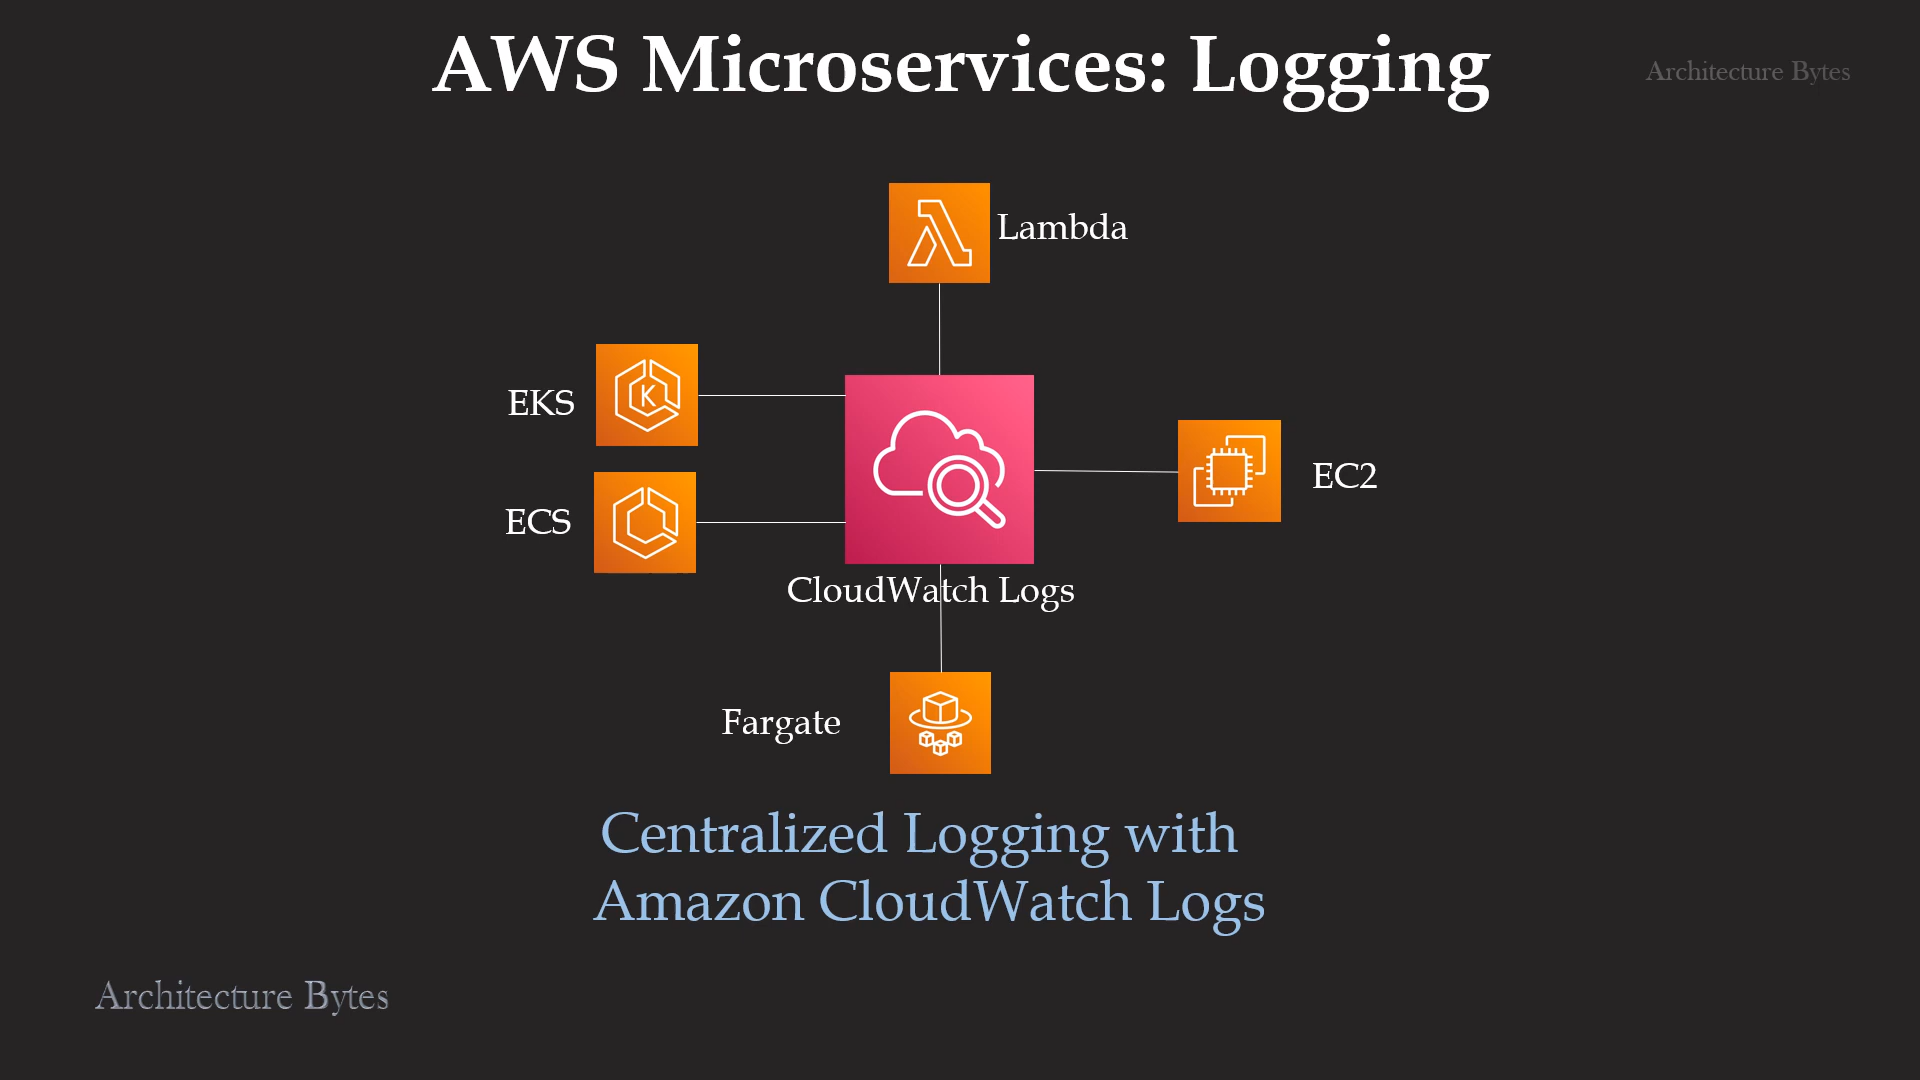 AWS Microservices: Logging
Architecture Bytes
Lambda
EKS
K
EC2
ECS
CloudWatch Logs
Fargate
Centralized Logging with
Amazon CloudWatch Logs
Architecture Bytes